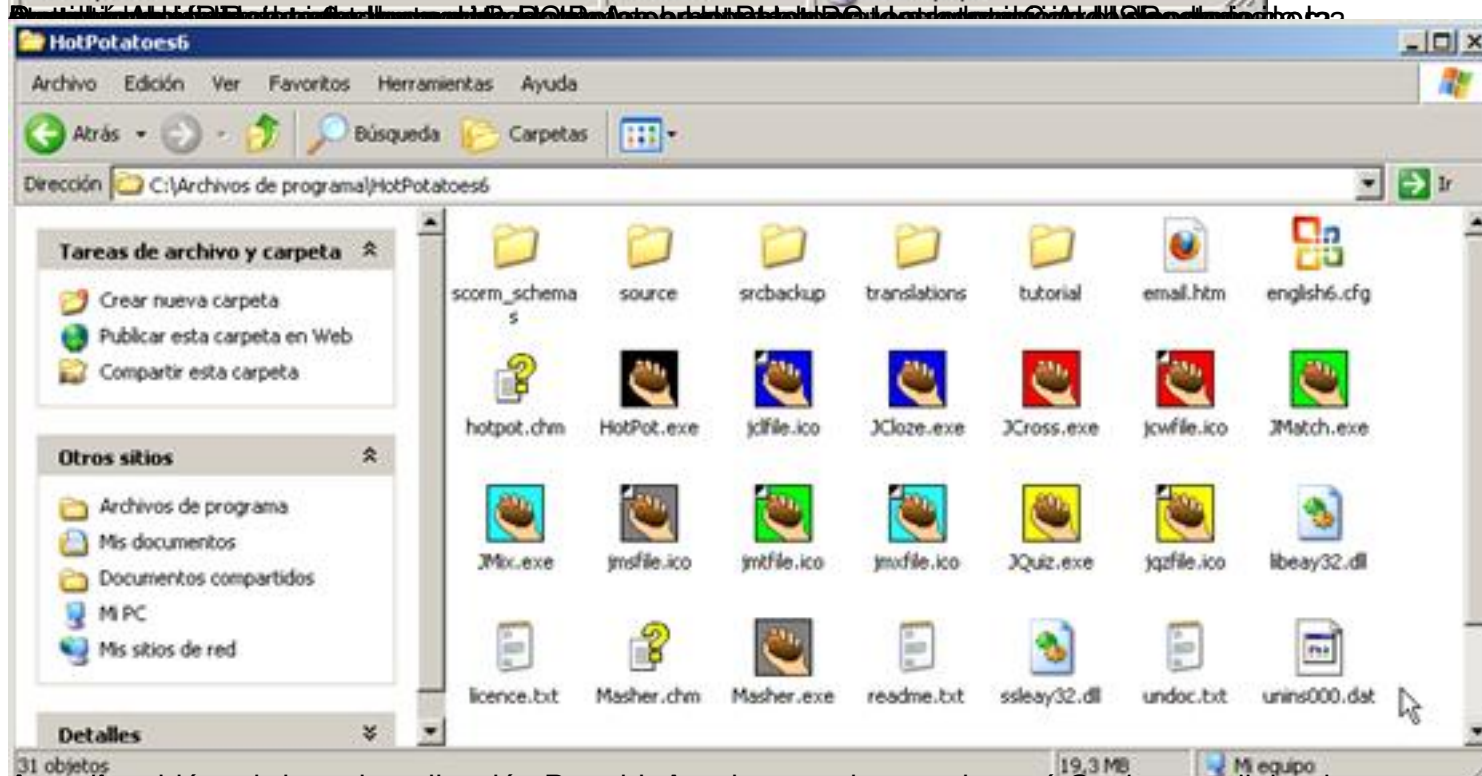 HotPotatoes6
Archivo Edición Ver Favoritos Herramientas Ayuda
Atrás Búsqueda Carpetas
Dirección C:\Archivos de programa\HotPotatoes6 Ir
Tareas de archivo y carpeta
Crear nueva carpeta
Publicar esta carpeta en Web
Compartir esta carpeta
Otros sitios
Archivos de programa
Mis documentos
Documentos compartidos
Mi PC
Mis sitios de red
Detalles
scorm_schema
s
source srcbackup translations tutorial email.htm english6.cfg
hotpot.chm HotPot.exe jclfile.ico JCloze.exe JCross.exe jcwfile.ico JMatch.exe
JMix.exe jmsfile.ico jmtfile.ico jmxfile.ico JQuiz.exe jqzfile.ico libeay32.dll
licence.txt Masher.chm Masher.exe readme.txt ssleay32.dll undoc.txt unins000.dat
31 objetos 19,3 MB Mi equipo